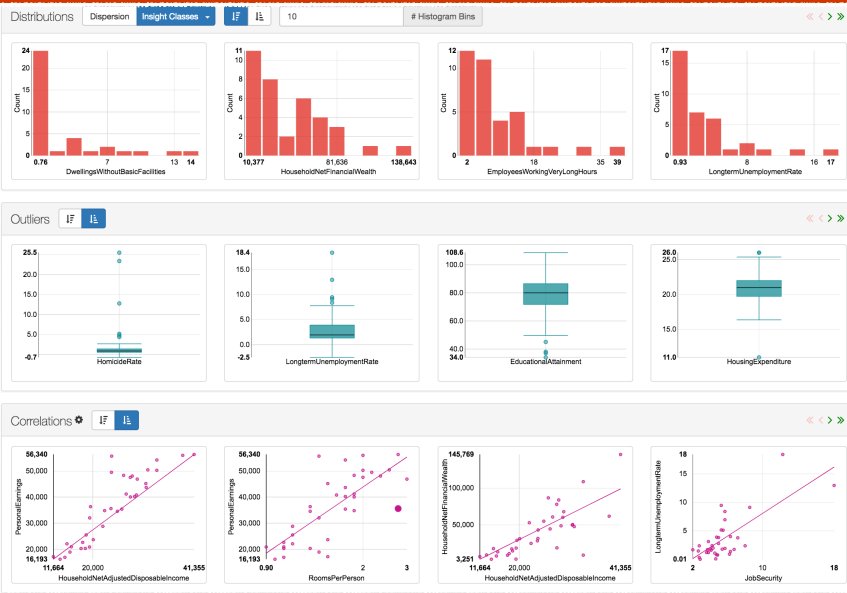 Distributions Dispersion Insight Classes 10 # Histogram Bins
24 20 15 10 5 0
Count
0.76 7 13 14
DwellingsWithoutBasicFacilities
11 10 8 6 4 2 0
Count
10,377 81,636 138,643
HouseholdNetFinancialWealth
12 10 5 0
Count
2 18 35 39
EmployeesWorkingVeryLongHours
17 15 10 5 0
Count
0.93 8 16 17
LongtermUnemploymentRate
Outliers
25.5 20.0 15.0 10.0 5.0 -0.7
HomicideRate
18.4 15.0 10.0 5.0 0.0 -2.5
LongtermUnemploymentRate
108.6 100.0 80.0 60.0 40.0 34.0
EducationalAttainment
26.0 25.0 20.0 15.0 11.0
HousingExpenditure
Correlations
56,340 50,000 40,000 30,000 20,000 16,193
PersonalEarnings
11,664 20,000 41,355
HouseholdNetAdjustedDisposableIncome
56,340 50,000 40,000 30,000 20,000 16,193
PersonalEarnings
0.90 2 3
RoomsPerPerson
145,769 100,000 50,000 3,251
HouseholdNetFinancialWealth
11,664 20,000 41,355
HouseholdNetAdjustedDisposableIncome
18 15 10 5 0.01
LongtermUnemploymentRate
2 10 18
JobSecurity